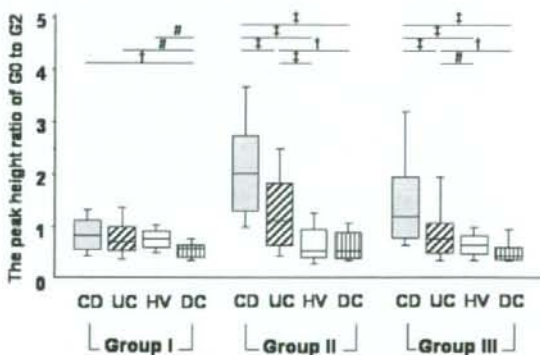 The peak height ratio of G0 to G2
5
4
3
2
1
0
‡ ‡
‡ # ‡ ‡
# ‡ † ‡ †
† ‡ #
CD UC HV DC CD UC HV DC CD UC HV DC
Group I Group II Group III